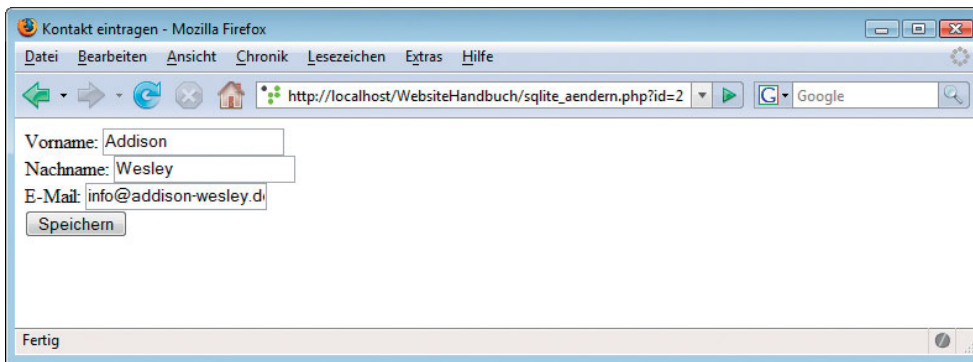 Kontakt eintragen - Mozilla Firefox
Datei Bearbeiten Ansicht Chronik Lesezeichen Extras Hilfe
http://localhost/WebsiteHandbuch/sqlite_aendern.php?id=2 G Google
Vorname: Addison
Nachname: Wesley
E-Mail: info@addison-wesley.d
Speichern
Fertig